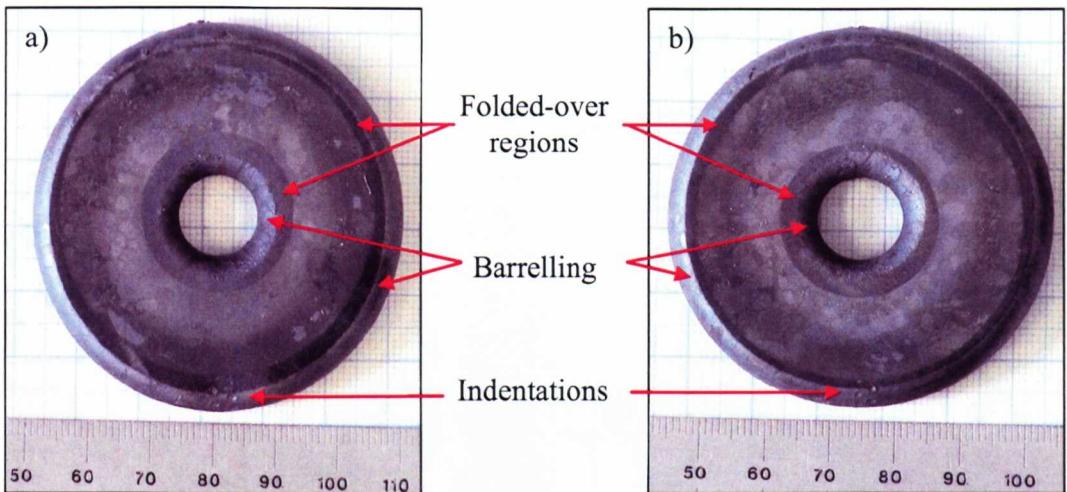 a)
b)
Folded-over
regions
Barrelling
Indentations
50 60 70 80 90 100 110
50 60 70 80 90 100